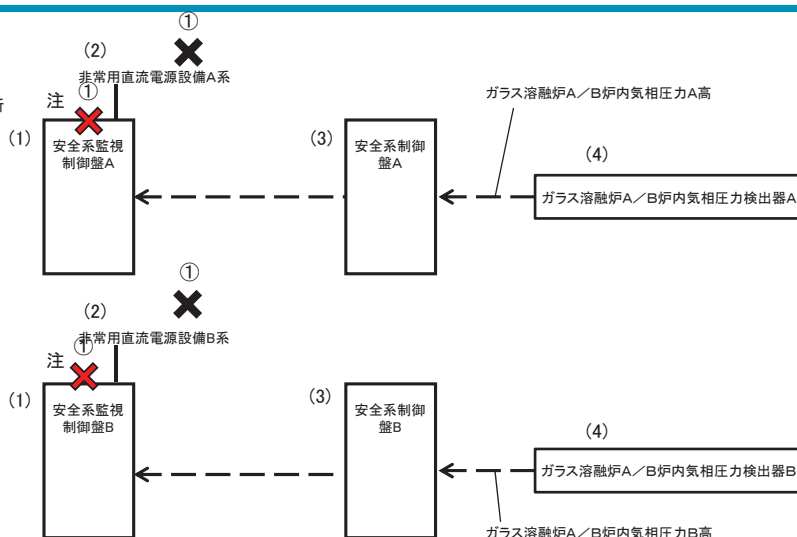 ①
(2)
非常用直流電源設備A系
注 ①
(1)
安全系監視
制御盤A
(3)
安全系制御
盤A
ガラス溶融炉A/B炉内気相圧力A高
(4)
ガラス溶融炉A/B炉内気相圧力検出器A
①
(2)
非常用直流電源設備B系
注 ①
(1)
安全系監視
制御盤B
(3)
安全系制御
盤B
(4)
ガラス溶融炉A/B炉内気相圧力検出器B
ガラス溶融炉A/B炉内気相圧力B高